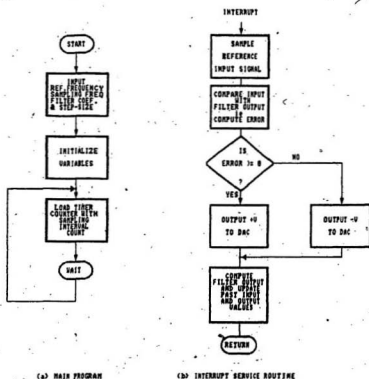 START
INPUT
REF.FREQUENCY
SAMPLING FREQ
FILTER COEF.
& STEP-SIZE
INITIALIZE
VARIABLES
LOAD TIMER
COUNTER WITH
SAMPLING
INTERVAL
COUNT
WAIT
(a) MAIN PROGRAM
INTERRUPT
SAMPLE
REFERENCE
INPUT SIGNAL
COMPARE INPUT
WITH
FILTER OUTPUT
COMPUTE ERROR
IS
ERROR >= 0
?
NO
YES
OUTPUT +V
TO DAC
OUTPUT -V
TO DAC
COMPUTE
FILTER OUTPUT
AND UPDATE
PAST INPUT
AND OUTPUT
VALUES
RETURN
(b) INTERRUPT SERVICE ROUTINE